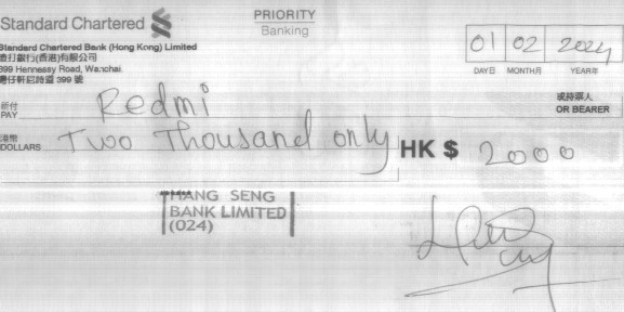 Standard Chartered
PRIORITY
Banking
Standard Chartered Bank (Hong Kong) Limited
渣打銀行(香港)有限公司
399 Hennessy Road, Wanchai
灣仔軒尼詩道 399 號
01 02 2024
DAY日 MONTH月 YEAR年
祈付
PAY
Redmi
或持票人
OR BEARER
港幣
DOLLARS
Two Thousand only
HK $ 2000
HANG SENG
BANK LIMITED
(024)